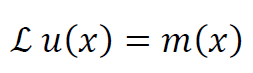 ℒ u(x) = m(x)